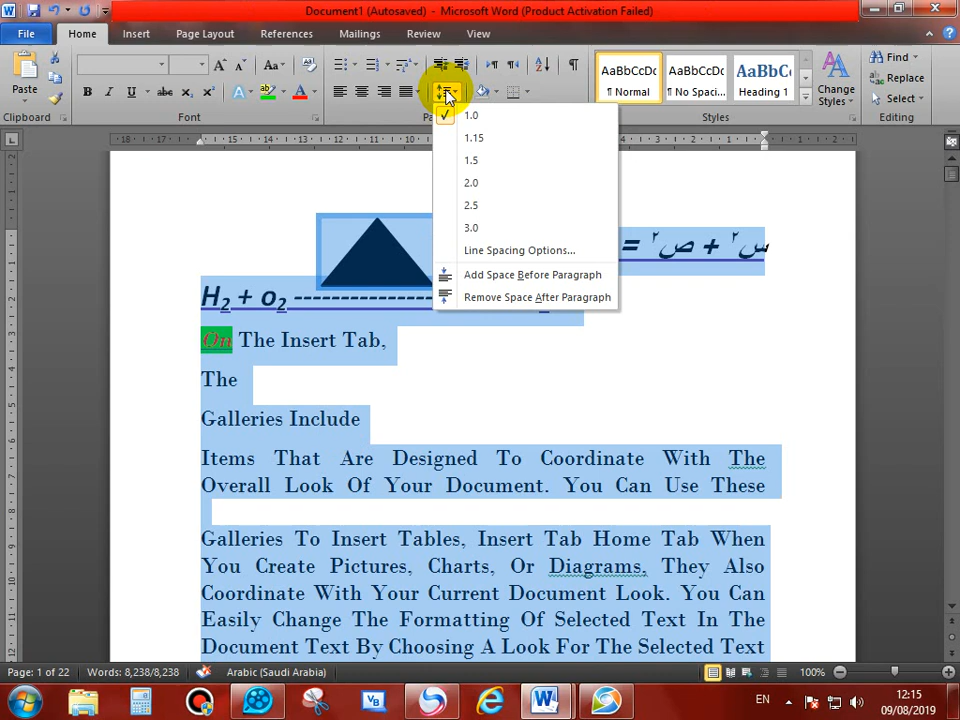 Document1 (Autosaved) - Microsoft Word (Product Activation Failed)
File Home Insert Page Layout References Mailings Review View
Paste
Clipboard
B I U abc x₂ x² A
Aa
Font
Pa
AaBbCcDc AaBbCcDc AaBbCc
¶ Normal ¶ No Spaci... Heading 1
Change Styles
Styles
Find
Replace
Select
Editing
1.0
1.15
1.5
2.0
2.5
3.0
Line Spacing Options...
Add Space Before Paragraph
Remove Space After Paragraph
س٢ + ص٢ =
H₂ + o₂ ------------------
On The Insert Tab,
The
Galleries Include
Items That Are Designed To Coordinate With The
Overall Look Of Your Document. You Can Use These
Galleries To Insert Tables, Insert Tab Home Tab When
You Create Pictures, Charts, Or Diagrams, They Also
Coordinate With Your Current Document Look. You Can
Easily Change The Formatting Of Selected Text In The
Document Text By Choosing A Look For The Selected Text
Page: 1 of 22 Words: 8,238/8,238 Arabic (Saudi Arabia) 100%
EN 12:15
09/08/2019